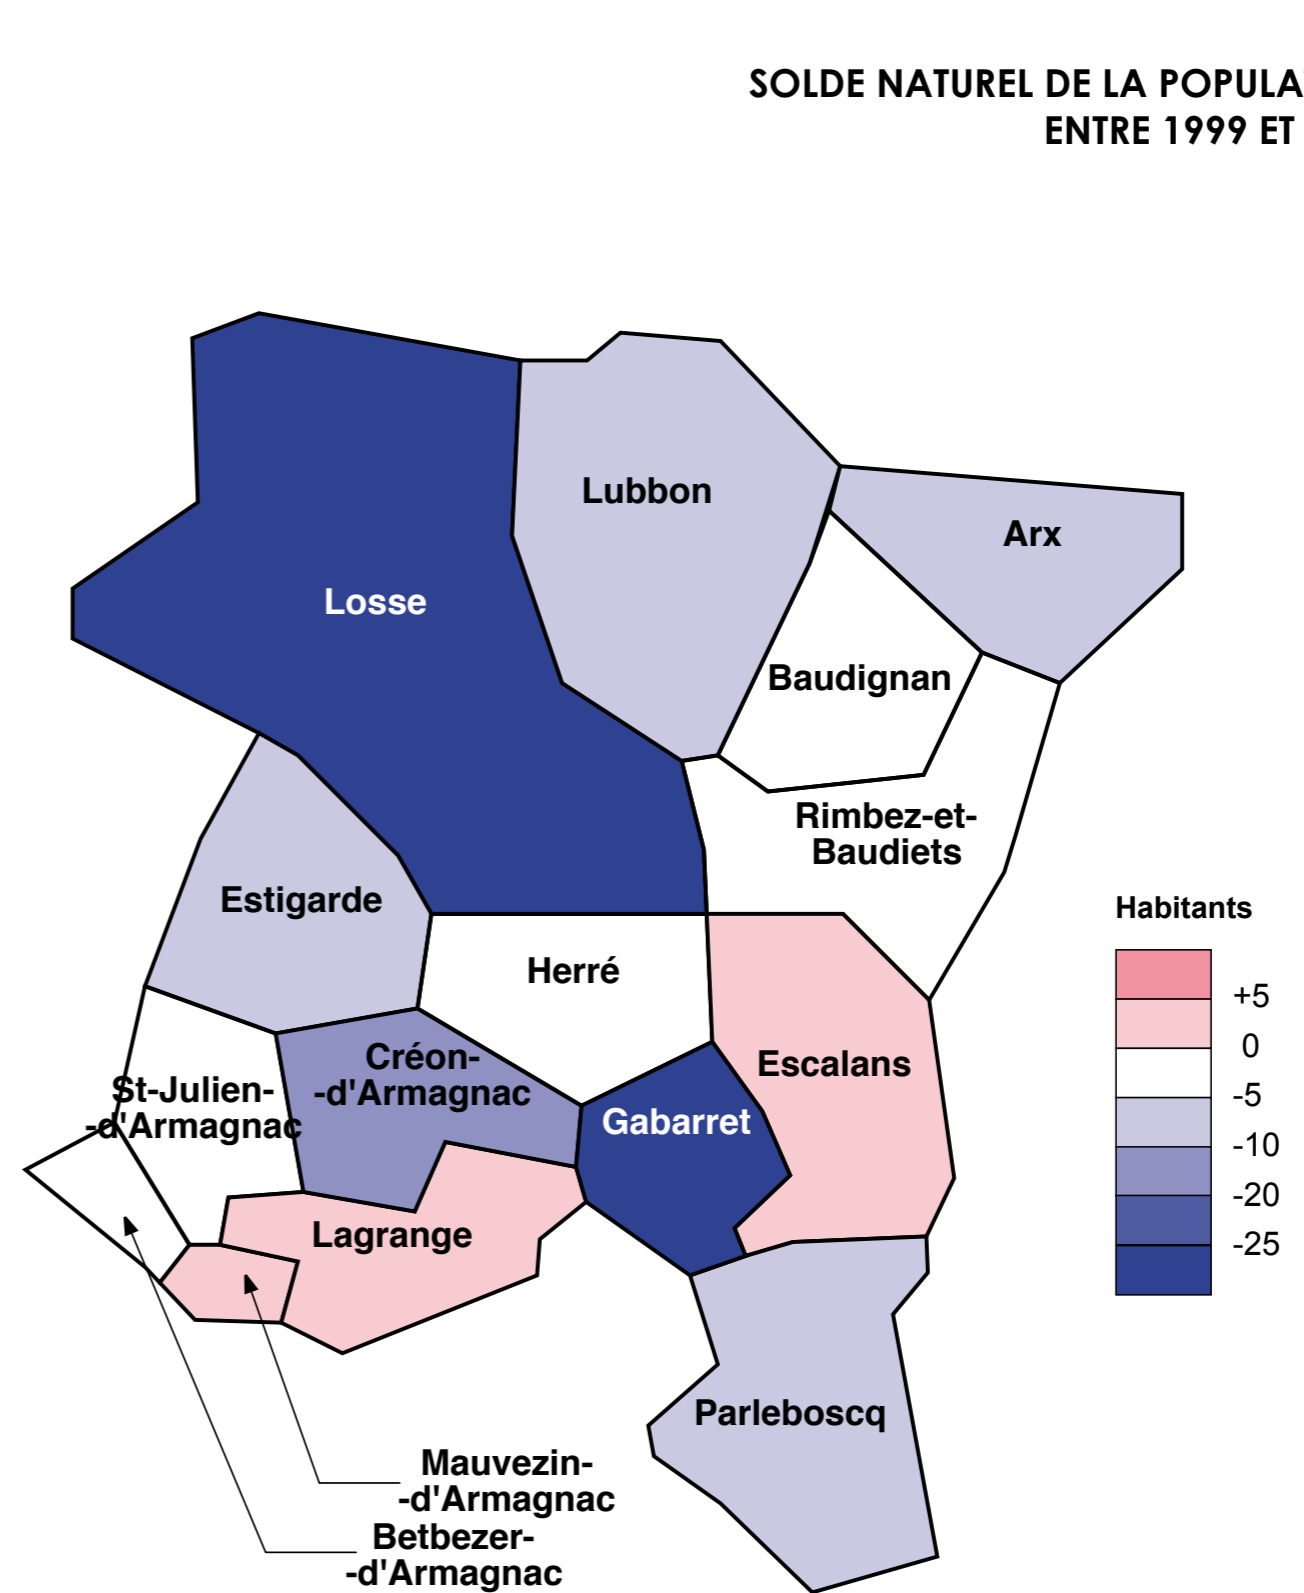 SOLDE NATUREL DE LA POPULA
ENTRE 1999 ET
Lubbon
Arx
Losse
Baudignan
Rimbez-et-
Baudiets
Estigarde
Herré
Créon-
-d'Armagnac
Escalans
St-Julien-
-d'Armagnac
Gabarret
Lagrange
Parleboscq
Mauvezin-
-d'Armagnac
Betbezer-
-d'Armagnac
Habitants
+5
0
-5
-10
-20
-25